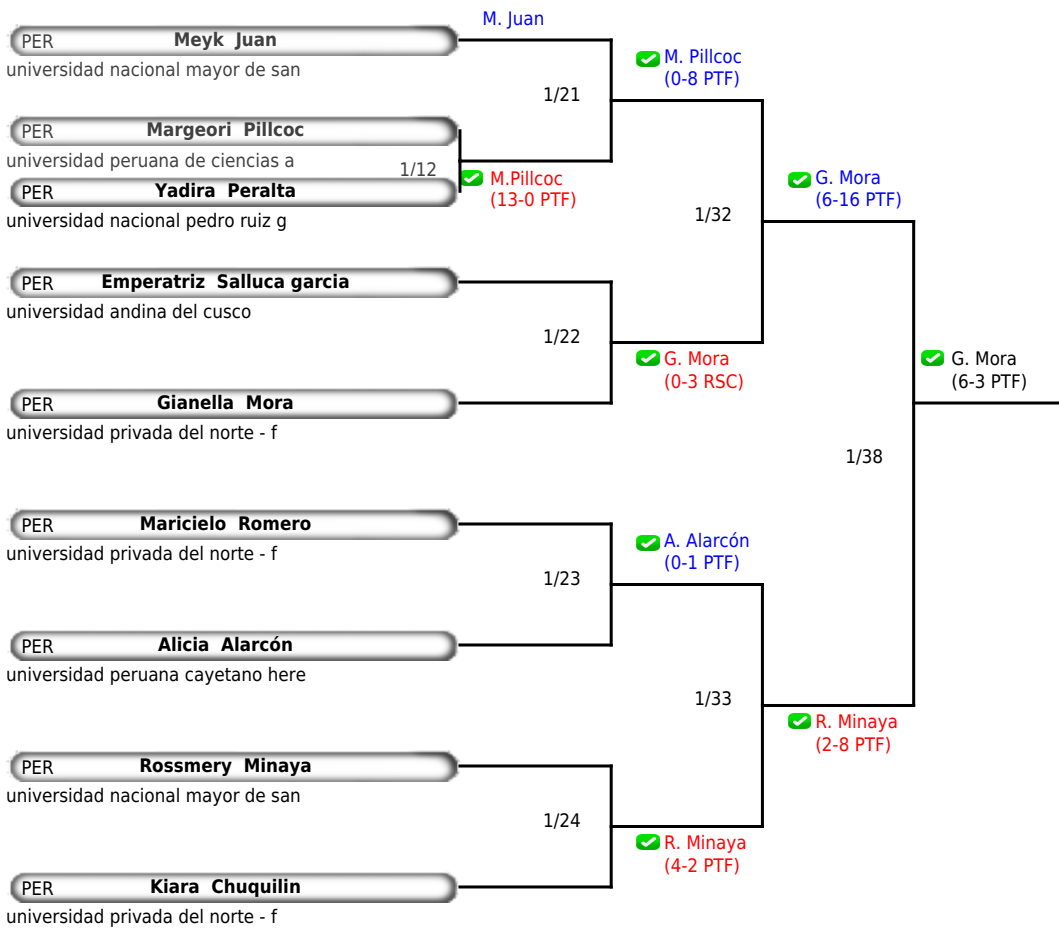 M. Juan
PER Meyk Juan
universidad nacional mayor de san
M. Pillcoc
(0-8 PTF)
1/21
PER Margeori Pillcoc
universidad peruana de ciencias a
1/12
M.Pillcoc
(13-0 PTF)
PER Yadira Peralta
universidad nacional pedro ruiz g
G. Mora
(6-16 PTF)
1/32
PER Emperatriz Salluca garcia
universidad andina del cusco
1/22
G. Mora
(0-3 RSC)
G. Mora
(6-3 PTF)
PER Gianella Mora
universidad privada del norte - f
1/38
PER Maricielo Romero
universidad privada del norte - f
A. Alarcón
(0-1 PTF)
1/23
PER Alicia Alarcón
universidad peruana cayetano here
1/33
R. Minaya
(2-8 PTF)
PER Rossmery Minaya
universidad nacional mayor de san
1/24
R. Minaya
(4-2 PTF)
PER Kiara Chuquilin
universidad privada del norte - f